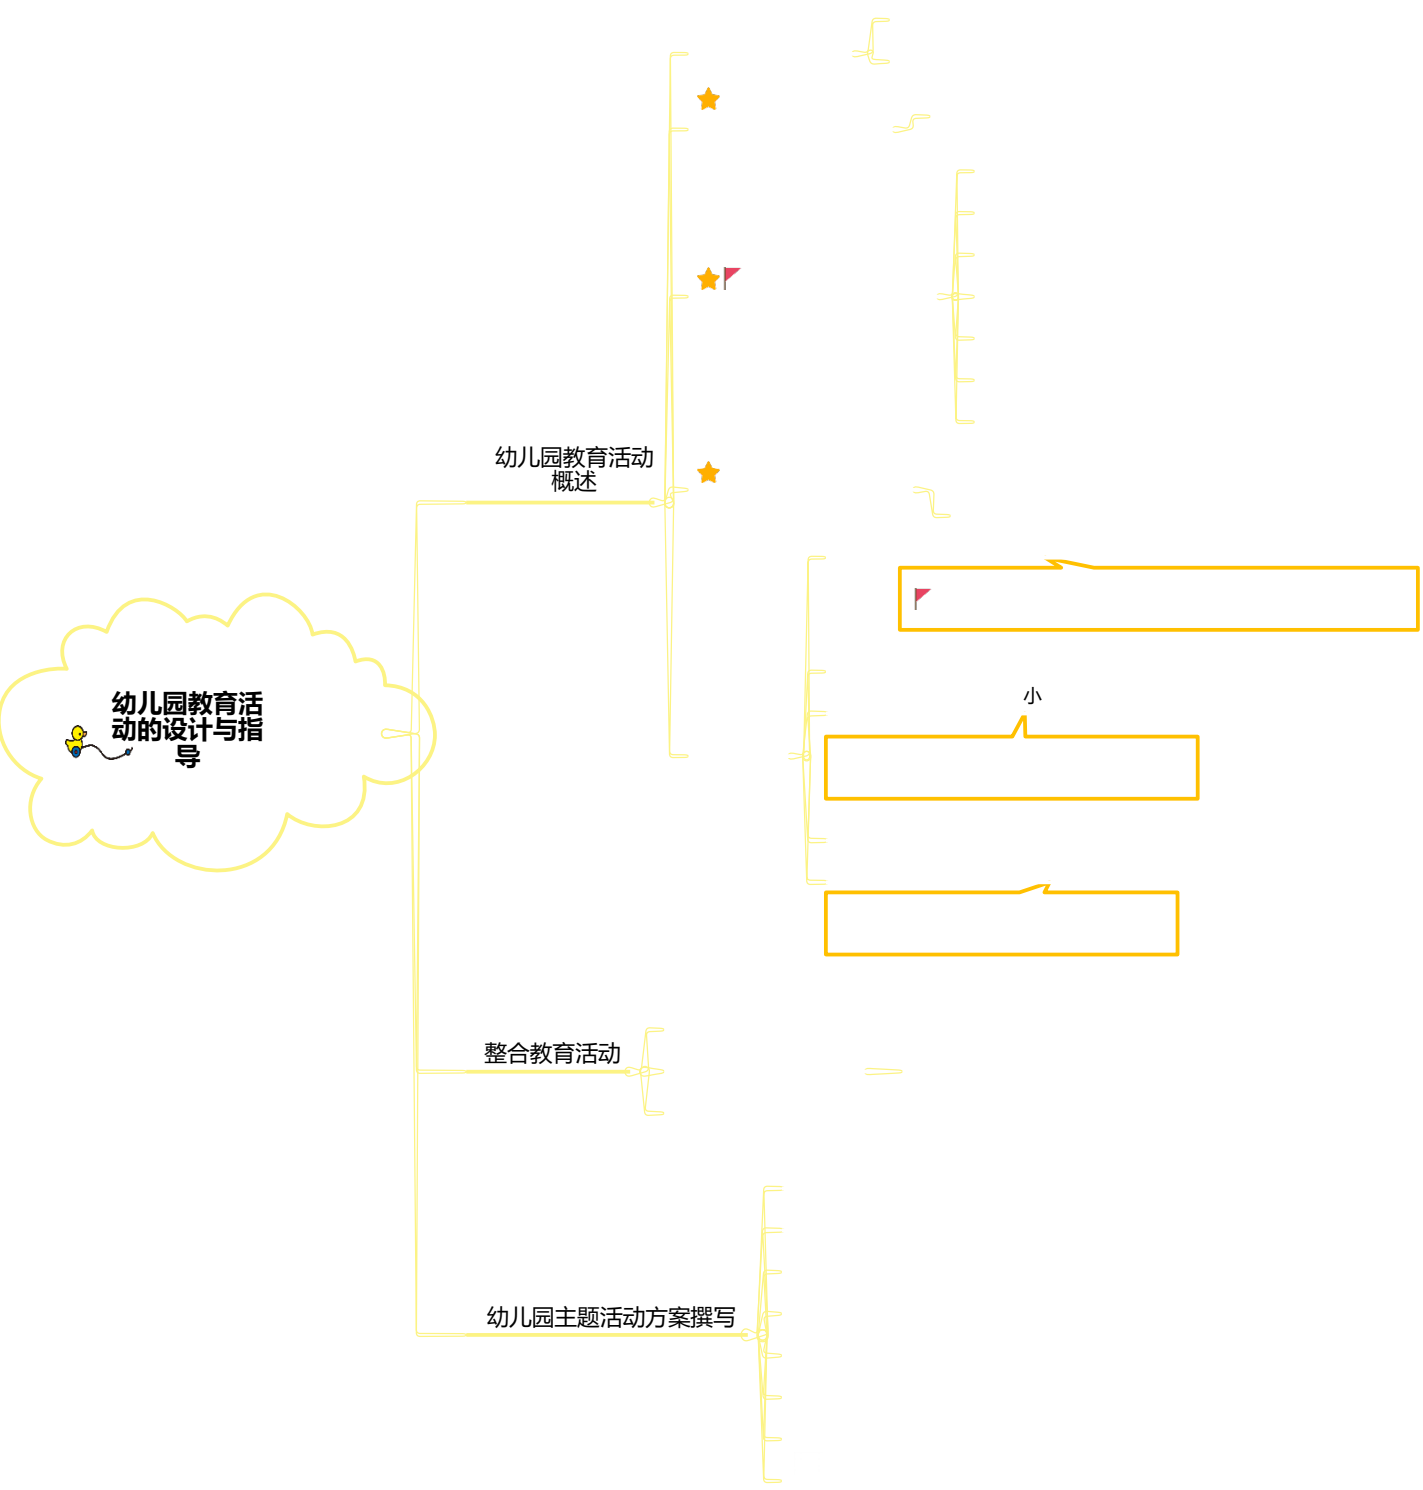 幼儿园教育活动
概述
小
幼儿园教育活
动的设计与指
导
整合教育活动
幼儿园主题活动方案撰写